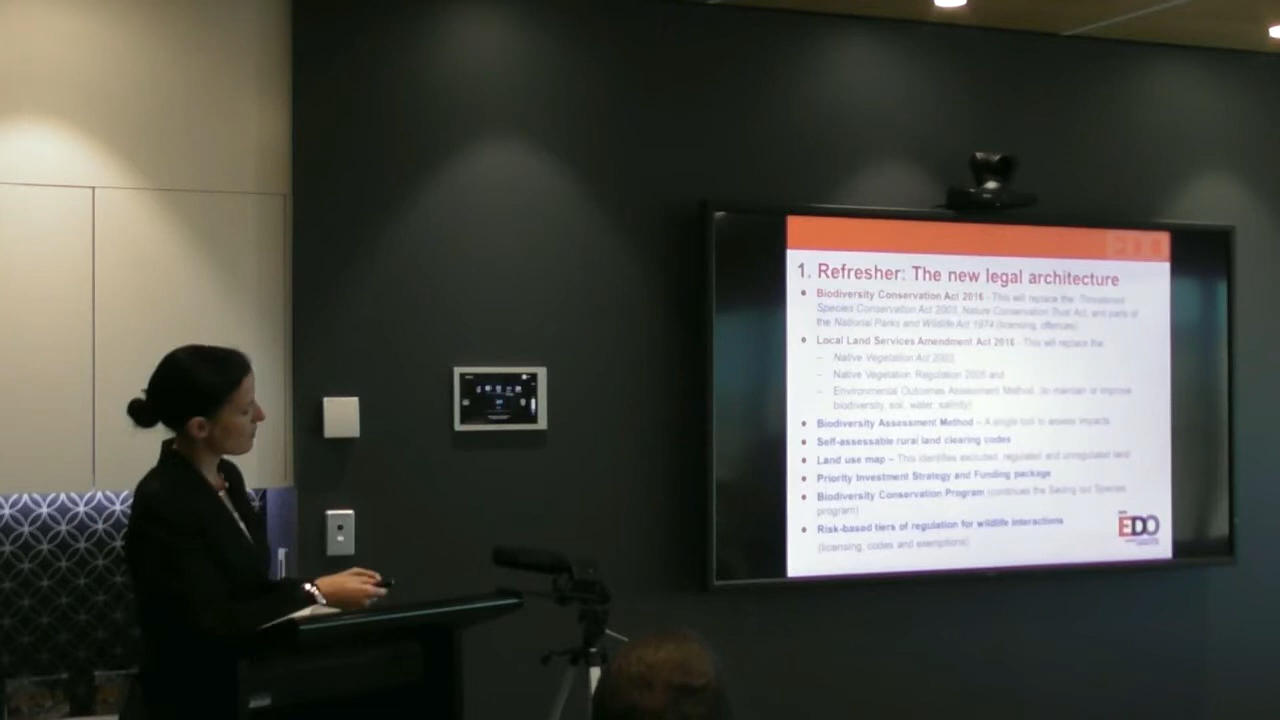 1. Refresher: The new legal architecture
• Biodiversity Conservation Act 2016 - This will replace the Threatened
Species Conservation Act 2003, Nature Conservation Trust Act, and parts of
the National Parks and Wildlife Act 1974 (licensing, offences)
• Local Land Services Amendment Act 2016 - This will replace the
– Native Vegetation Act 2003
– Native Vegetation Regulation 2005 and
– Environmental Outcomes Assessment Method (to maintain or improve
biodiversity, soil, water, salinity)
• Biodiversity Assessment Method – A single tool to assess impacts
• Self-assessable rural land clearing codes
• Land use map – This identifies excluded, regulated and unregulated land
• Priority Investment Strategy and Funding package
• Biodiversity Conservation Program (continues the Saving our Species
program)
• Risk-based tiers of regulation for wildlife interactions
(licensing, codes and exemptions)
EDO